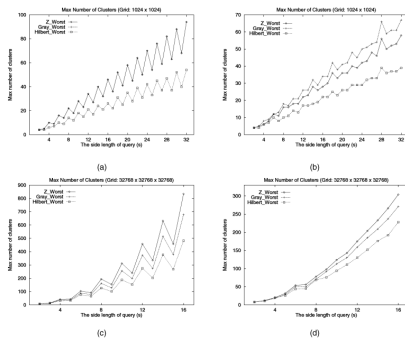 Max Number of Clusters (Grid: 1024 x 1024)
Z_Worst
Gray_Worst
Hilbert_Worst
Max number of clusters
100
80
60
40
20
0
4 8 12 16 20 24 28 32
The side length of query (s)
(a)
Max Number of Clusters (Grid: 1024 x 1024)
Z_Worst
Gray_Worst
Hilbert_Worst
Max number of clusters
70
60
50
40
30
20
10
0
4 8 12 16 20 24 28 32
The side length of query (s)
(b)
Max Number of Clusters (Grid: 32768 x 32768 x 32768)
Z_Worst
Gray_Worst
Hilbert_Worst
Max number of clusters
900
800
700
600
500
400
300
200
100
0
4 8 12 16
The side length of query (s)
(c)
Max Number of Clusters (Grid: 32768 x 32768 x 32768)
Z_Worst
Gray_Worst
Hilbert_Worst
Max number of clusters
300
250
200
150
100
50
0
4 8 12 16
The side length of query (s)
(d)